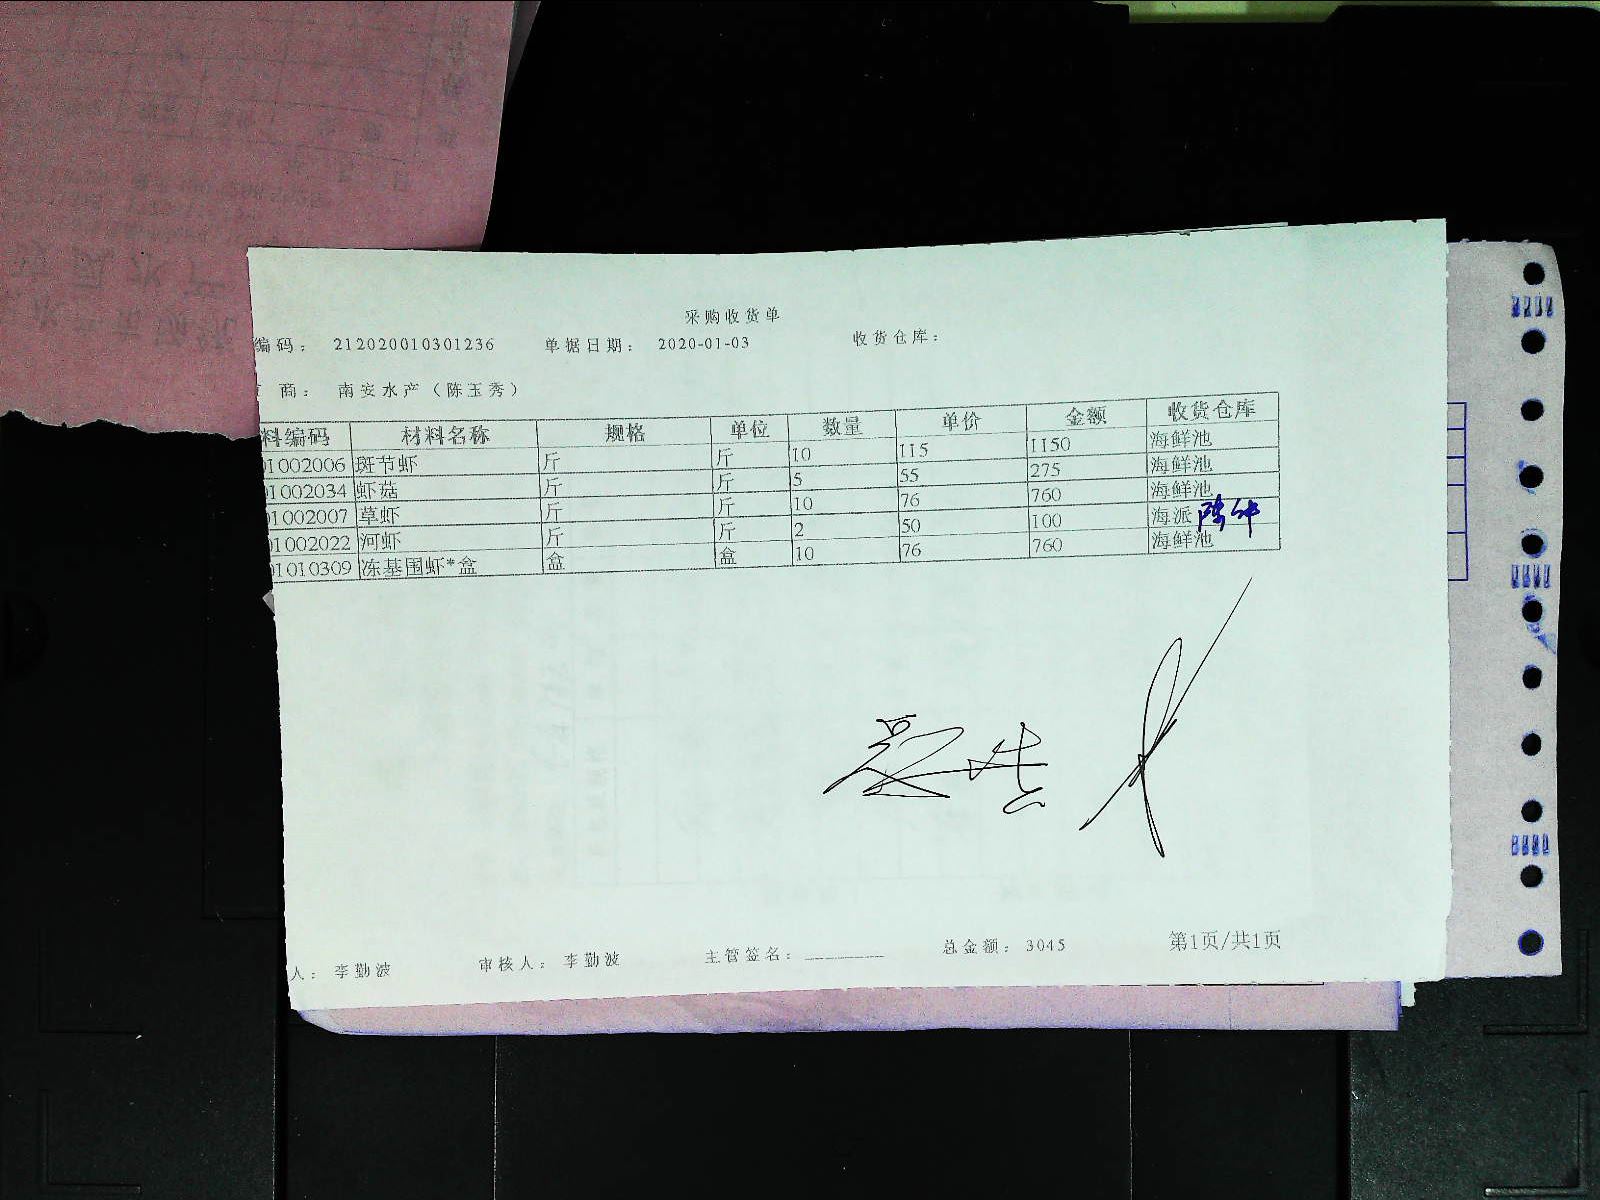 采购收货单
编码: 212020010301236 单据日期: 2020-01-03 收货仓库:
商: 南安水产(陈玉秀)
料编码 材料名称 规格 单位 数量 单价 金额 收货仓库
01002006 斑节虾 斤 斤 10 115 1150 海鲜池
01002034 虾菇 斤 斤 5 55 275 海鲜池
01002007 草虾 斤 斤 10 76 760 海鲜池
01002022 河虾 斤 斤 2 50 100 海派
01010309 冻基围虾*盒 盒 盒 10 76 760 海鲜池
人: 李勤波 审核人: 李勤波 主管签名: 总金额: 3045 第1页/共1页